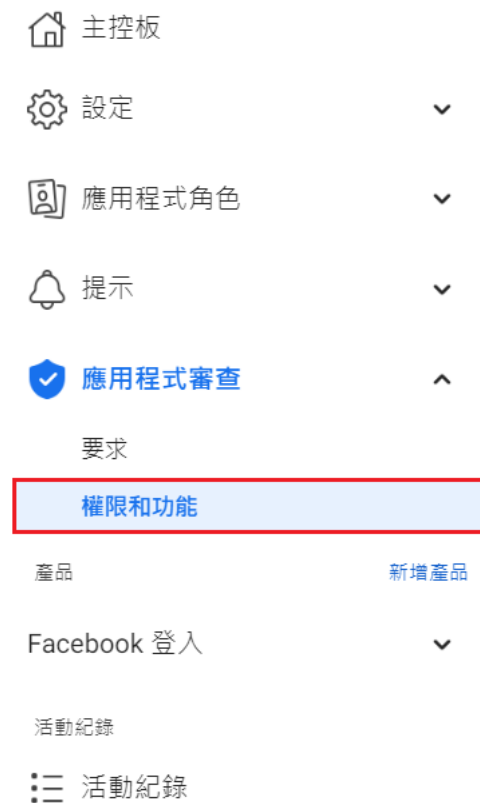 主控板
設定
應用程式角色
提示
應用程式審查
要求
權限和功能
產品 新增產品
Facebook 登入
活動紀錄
活動紀錄